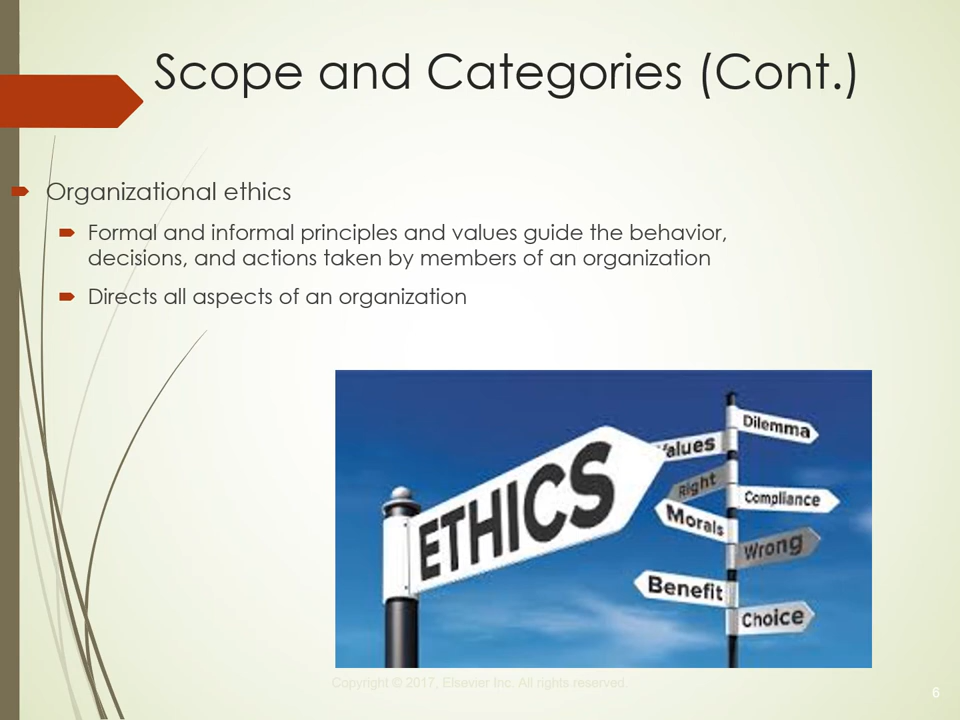 Scope and Categories (Cont.)
Organizational ethics
Formal and informal principles and values guide the behavior,
decisions, and actions taken by members of an organization
Directs all aspects of an organization
ETHICS
Dilemma
Values
Right
Compliance
Morals
Wrong
Benefit
Choice
Copyright © 2017, Elsevier Inc. All rights reserved.
6